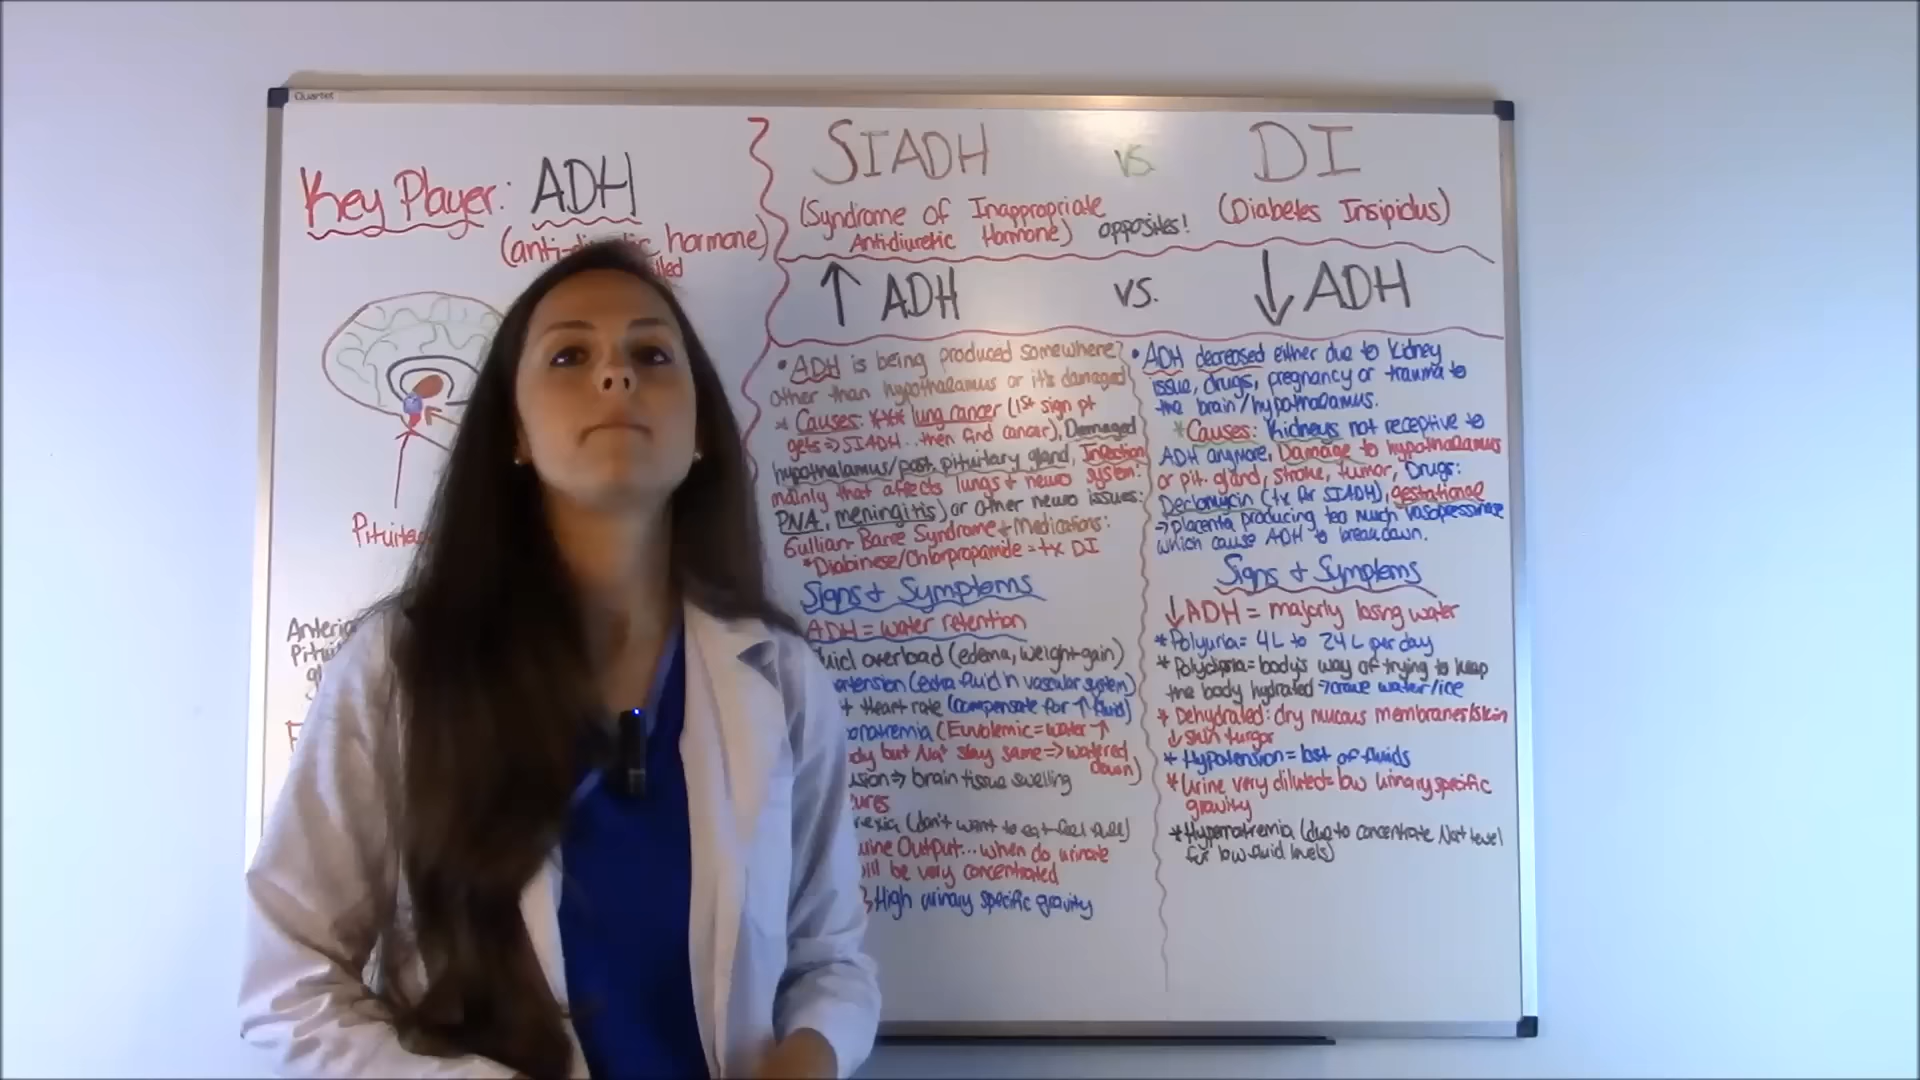 Quartet
Key Player: ADH
hormone)
Pituita
SIADH vs. DI
(Syndrome of Inappropriate
Antidiuretic Hormone) opposites!
(Diabetes Insipidus)
↑ ADH vs. ↓ ADH
• ADH is being produced somewhere
other than hypothalamus or it's damaged
* Causes: *** lung cancer (1st sign pt
gets => SIADH... then find cancer), Damaged
hypothalamus/post. pituitary gland, Infection
mainly that affects lungs + neuro system:
PNA, meningitis) or other neuro issues:
Gullian-Barre Syndrome + Medications:
*Diabinese/Chlorpropamide = tx DI
Signs + Symptoms
ADH = water retention
fluid overload (edema, weight gain)
ertension (extra fluid n vascular system)
+ Heart rate (compensate for ↑ fluid)
onatremia (Euvolemic = water ↑
dy but Na+ stay same => watered
down)
usion => brain tissue swelling
ures
rexia (don't want to eat-feel full)
urine Output... when do urinate
ill be very concentrated
High urinary specific gravity
• ADH decreased either due to kidney
issue, drugs, pregnancy or trauma to
the brain/hypothalamus.
* Causes: Kidneys not receptive to
ADH anymore, Damage to hypothalamus
or pit. gland, stroke, tumor, Drugs:
Declomycin (tx for SIADH), gestational
=> placenta producing too much vasopressinase
which cause ADH to breakdown.
Signs + Symptoms
↓ ADH = majorly losing water
* Polyuria = 4L to 24L per day
* Polydipsia = body's way of trying to keep
the body hydrated → crave water/ice
* Dehydrated: dry mucous membranes/skin
↓ skin turgor
* Hypotension = lost of fluids
* Urine very diluted = low urinary specific
gravity
* Hypernatremia (due to concentrate Na+ level
for low fluid levels)